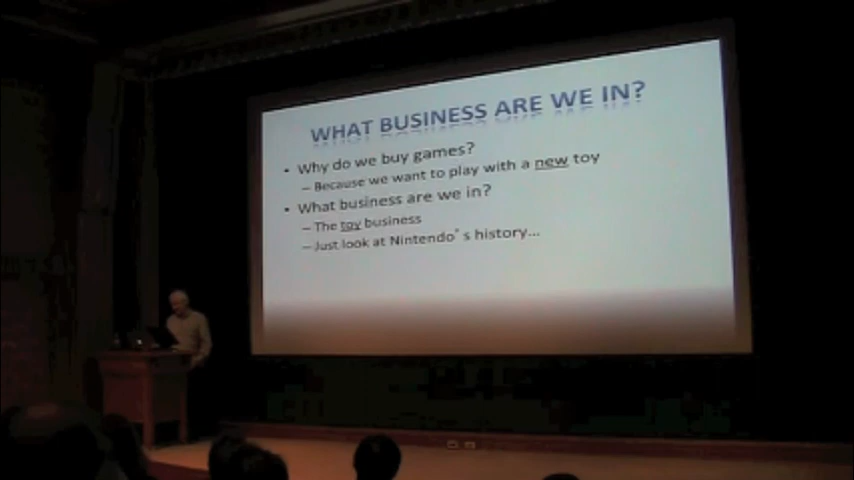 WHAT BUSINESS ARE WE IN?
• Why do we buy games?
– Because we want to play with a new toy
• What business are we in?
– The toy business
– Just look at Nintendo's history...